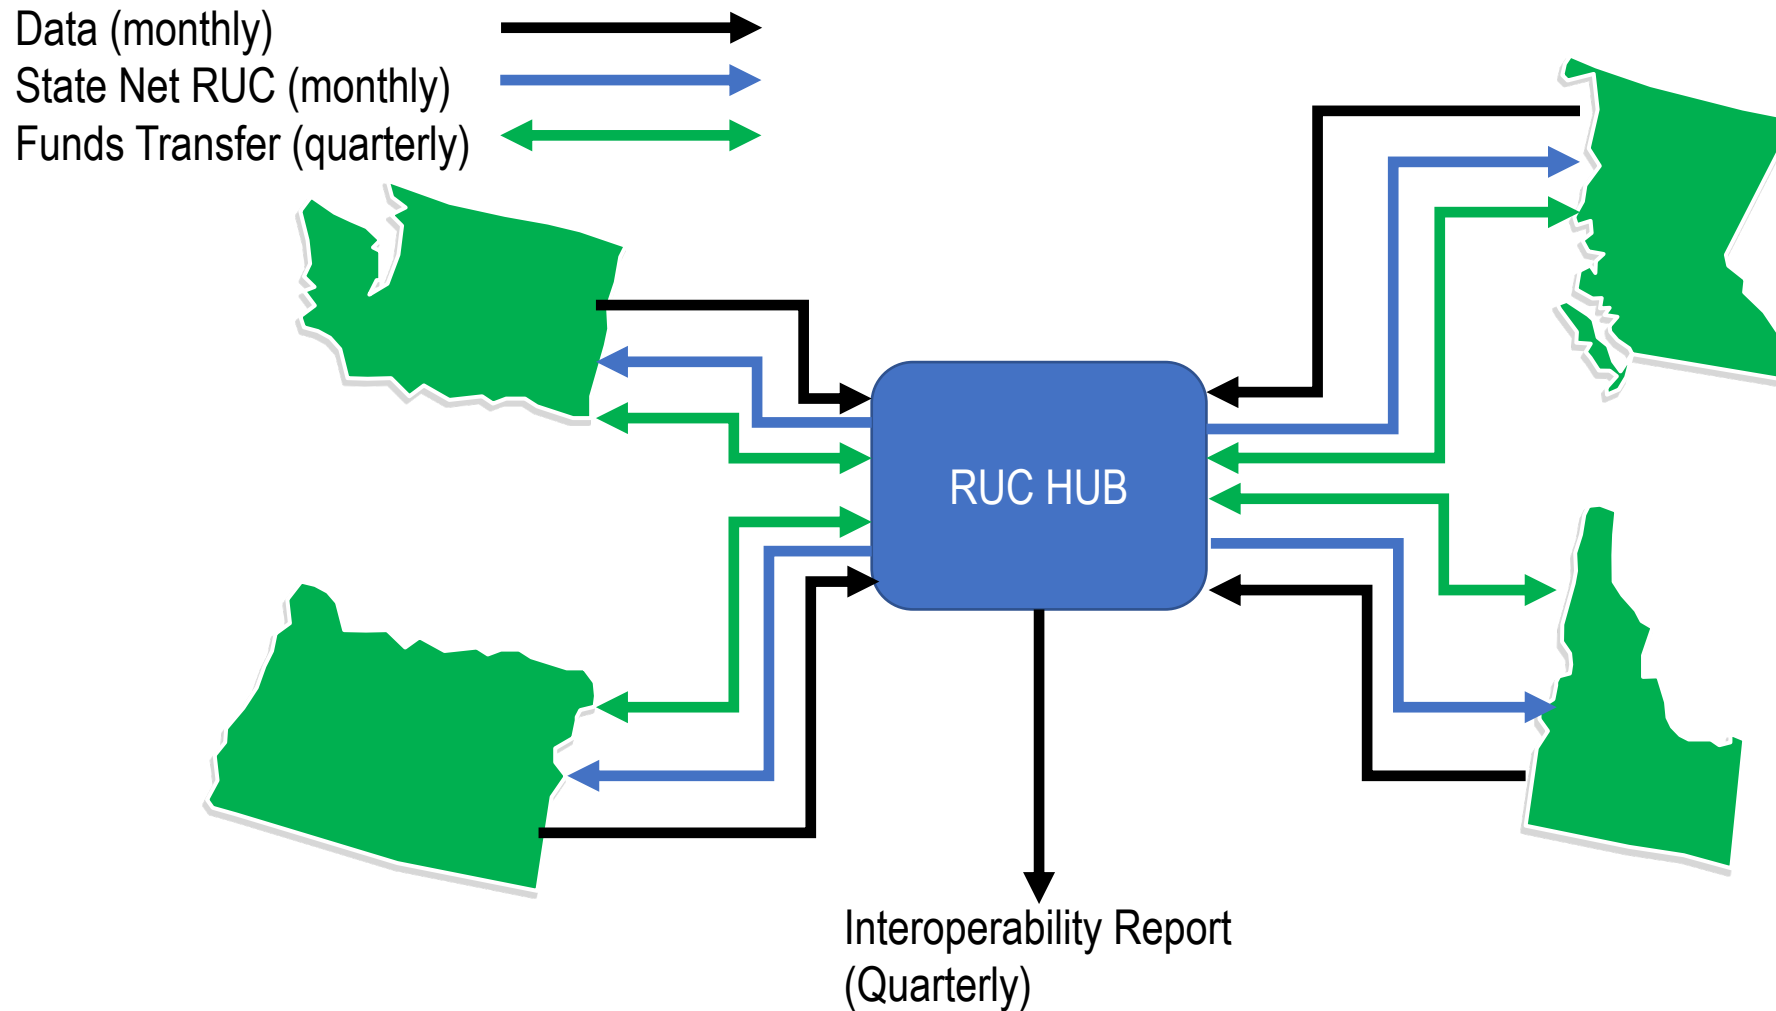 Data (monthly)
State Net RUC (monthly)
Funds Transfer (quarterly)
RUC HUB
Interoperability Report
(Quarterly)